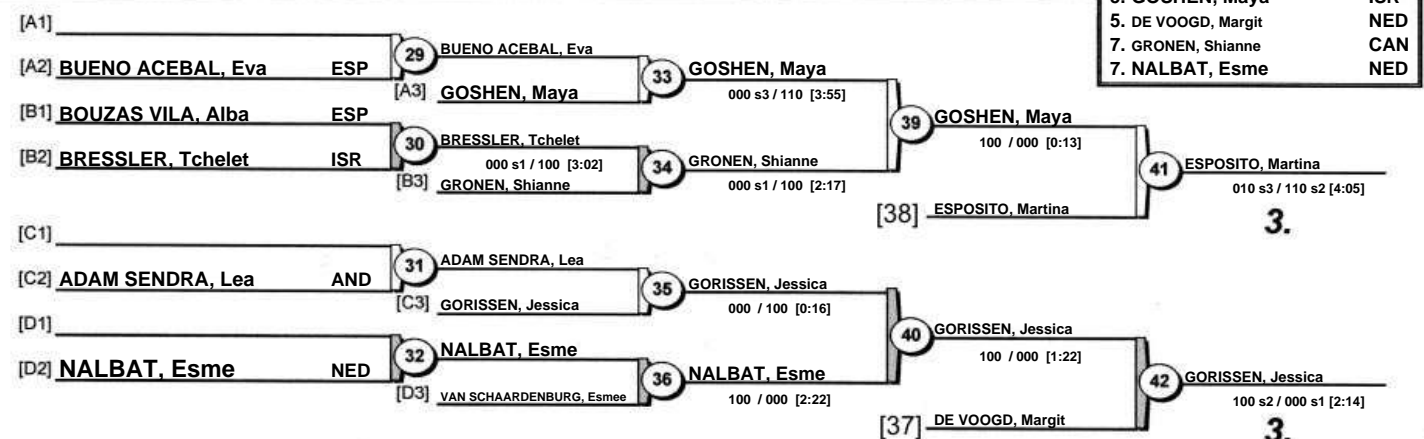 5. GOSHEN, Maya ISR
5. DE VOOGD, Margit NED
7. GRONEN, Shianne CAN
7. NALBAT, Esme NED
[A1]
[A2] BUENO ACEBAL, Eva ESP
29
BUENO ACEBAL, Eva
[A3] GOSHEN, Maya
33
GOSHEN, Maya
000 s3 / 110 [3:55]
[B1] BOUZAS VILA, Alba ESP
[B2] BRESSLER, Tchelet ISR
30
BRESSLER, Tchelet
000 s1 / 100 [3:02]
[B3] GRONEN, Shianne
34
GRONEN, Shianne
000 s1 / 100 [2:17]
39
GOSHEN, Maya
100 / 000 [0:13]
[38] ESPOSITO, Martina
41
ESPOSITO, Martina
010 s3 / 110 s2 [4:05]
3.
[C1]
[C2] ADAM SENDRA, Lea AND
31
ADAM SENDRA, Lea
[C3] GORISSEN, Jessica
35
GORISSEN, Jessica
000 / 100 [0:16]
[D1]
[D2] NALBAT, Esme NED
32
NALBAT, Esme
[D3] VAN SCHAARDENBURG, Esmee
36
NALBAT, Esme
100 / 000 [2:22]
40
GORISSEN, Jessica
100 / 000 [1:22]
[37] DE VOOGD, Margit
42
GORISSEN, Jessica
100 s2 / 000 s1 [2:14]
3.